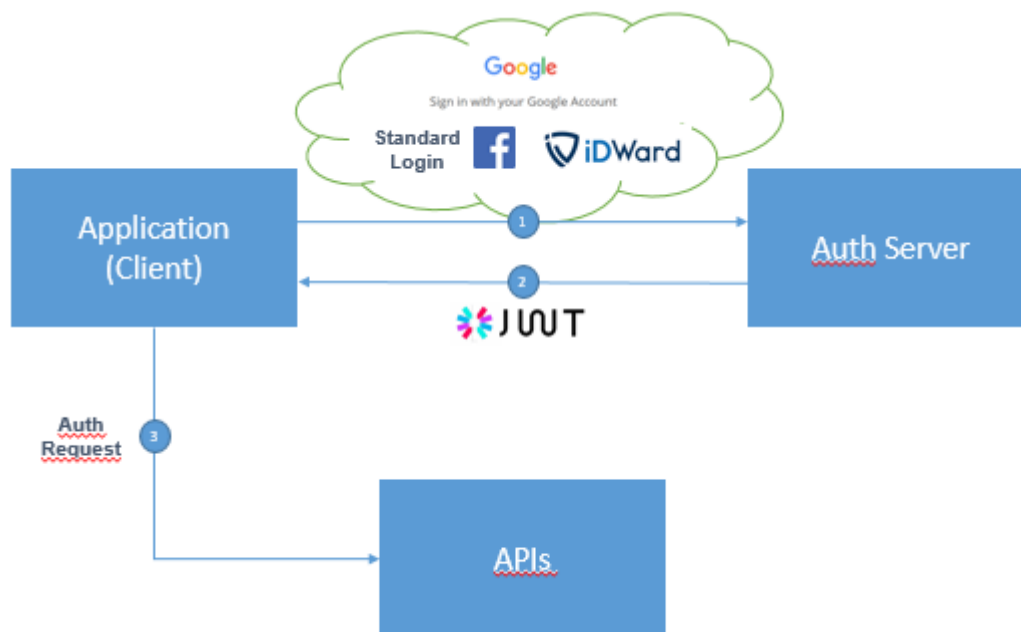 Google
Sign in with your Google Account
Standard
Login
f
iDWard
Application
(Client)
1
Auth Server
2
JWT
Auth
Request
3
APIs